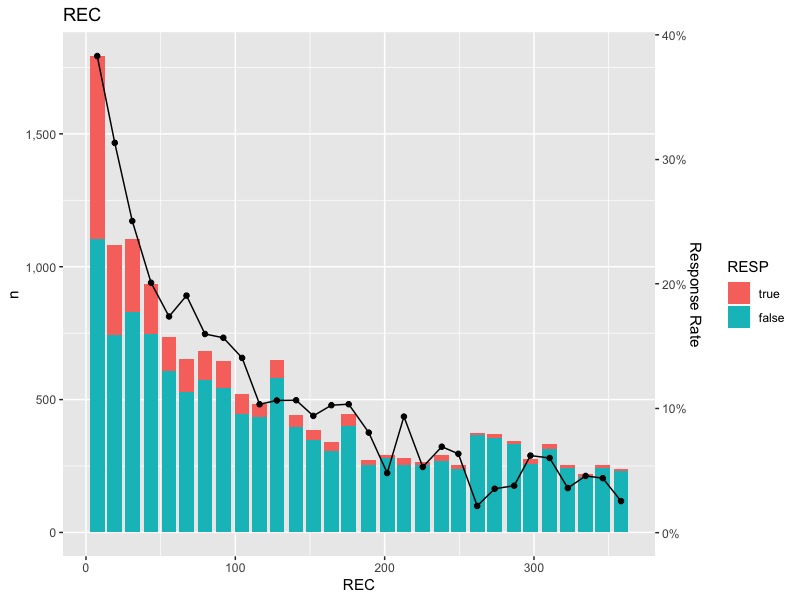 REC
n
1,500
1,000
500
0
40%
30%
20%
10%
0%
Response Rate
0
100
200
300
REC
RESP
true
false